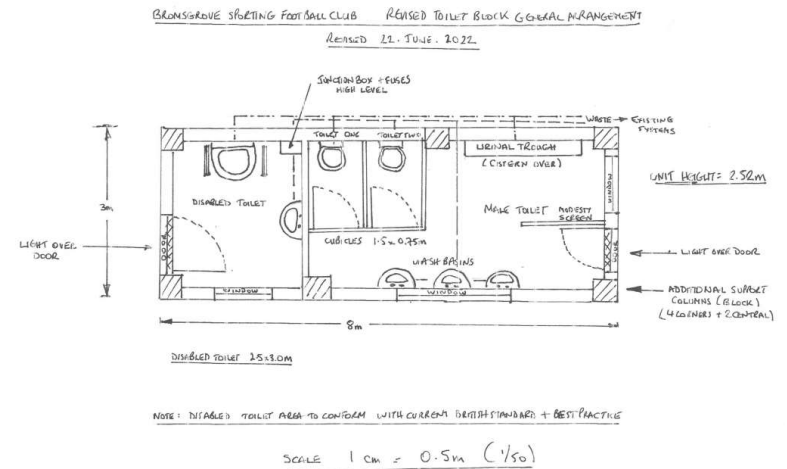 BROMSGROVE SPORTING FOOTBALL CLUB REVISED TOILET BLOCK GENERAL ARRANGEMENT
REVISED 22. JUNE. 2022
JUNCTION BOX + FUSES
HIGH LEVEL
WASTE → EXISTING
SYSTEMS
TOILET ONE
TOILET TWO
URINAL TROUGH
(CISTERN OVER)
UNIT HEIGHT = 2.52m
WINDOW
3m
DISABLED TOILET
MALE TOILET
MODESTY
SCREEN
CUBICLES 1.5 x 0.75m
LIGHT OVER
DOOR
DOOR
WASH BASINS
DOOR
LIGHT OVER DOOR
WINDOW
WINDOW
ADDITIONAL SUPPORT
COLUMNS (BLOCK)
(4 CORNERS + 2 CENTRAL)
8m
DISABLED TOILET 2.5 x 3.0m
NOTE: DISABLED TOILET AREA TO CONFORM WITH CURRENT BRITISH STANDARD + BEST PRACTICE
SCALE 1 cm = 0.5m (1/50)